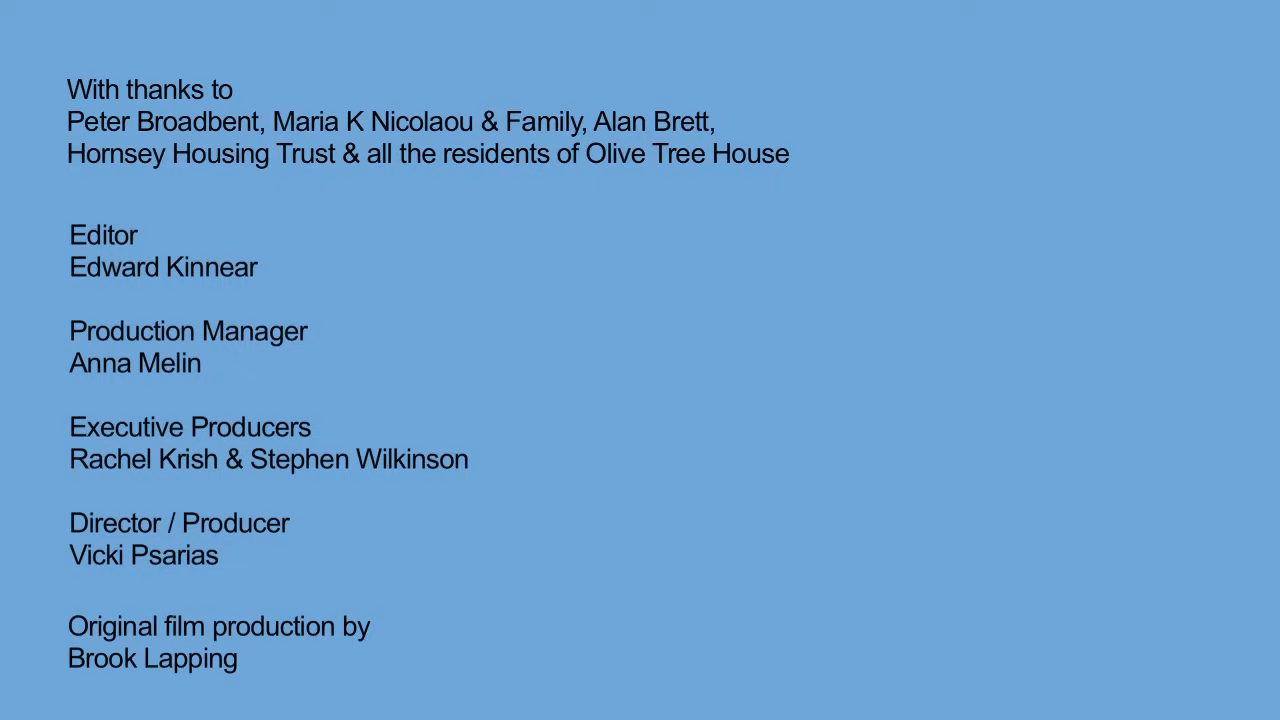 With thanks to
Peter Broadbent, Maria K Nicolaou & Family, Alan Brett,
Hornsey Housing Trust & all the residents of Olive Tree House
Editor
Edward Kinnear
Production Manager
Anna Melin
Executive Producers
Rachel Krish & Stephen Wilkinson
Director / Producer
Vicki Psarias
Original film production by
Brook Lapping